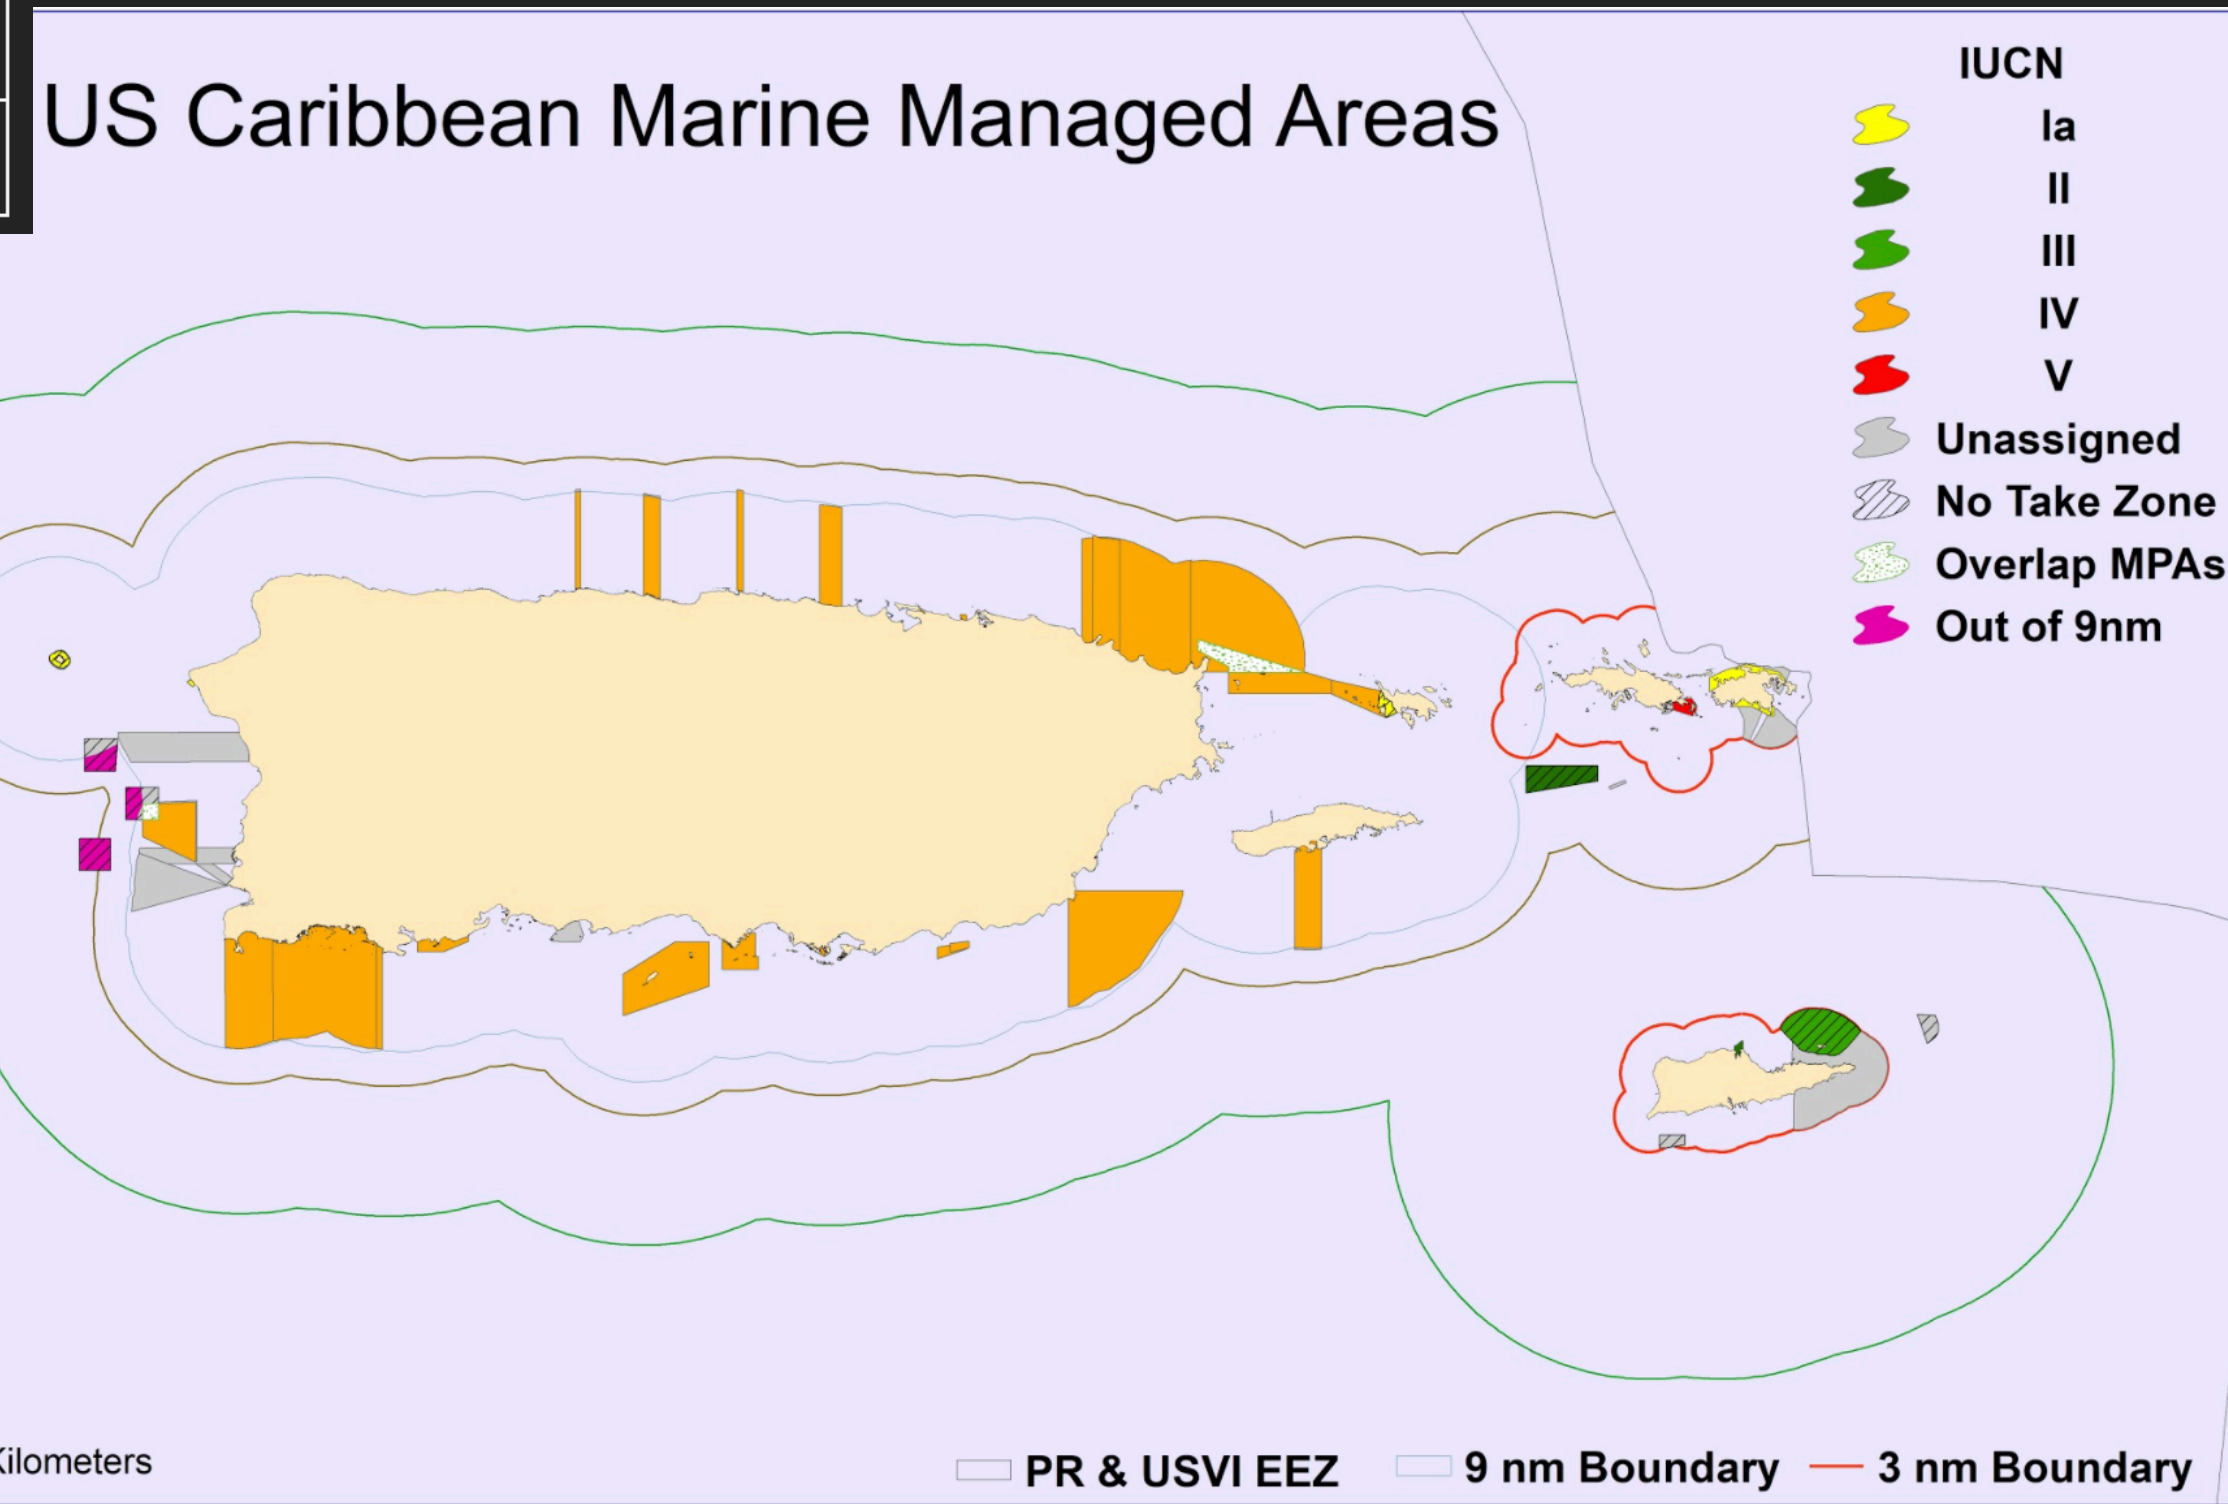 US Caribbean Marine Managed Areas
IUCN
Ia
II
III
IV
V
Unassigned
No Take Zone
Overlap MPAs
Out of 9nm
Kilometers
PR & USVI EEZ
9 nm Boundary
3 nm Boundary